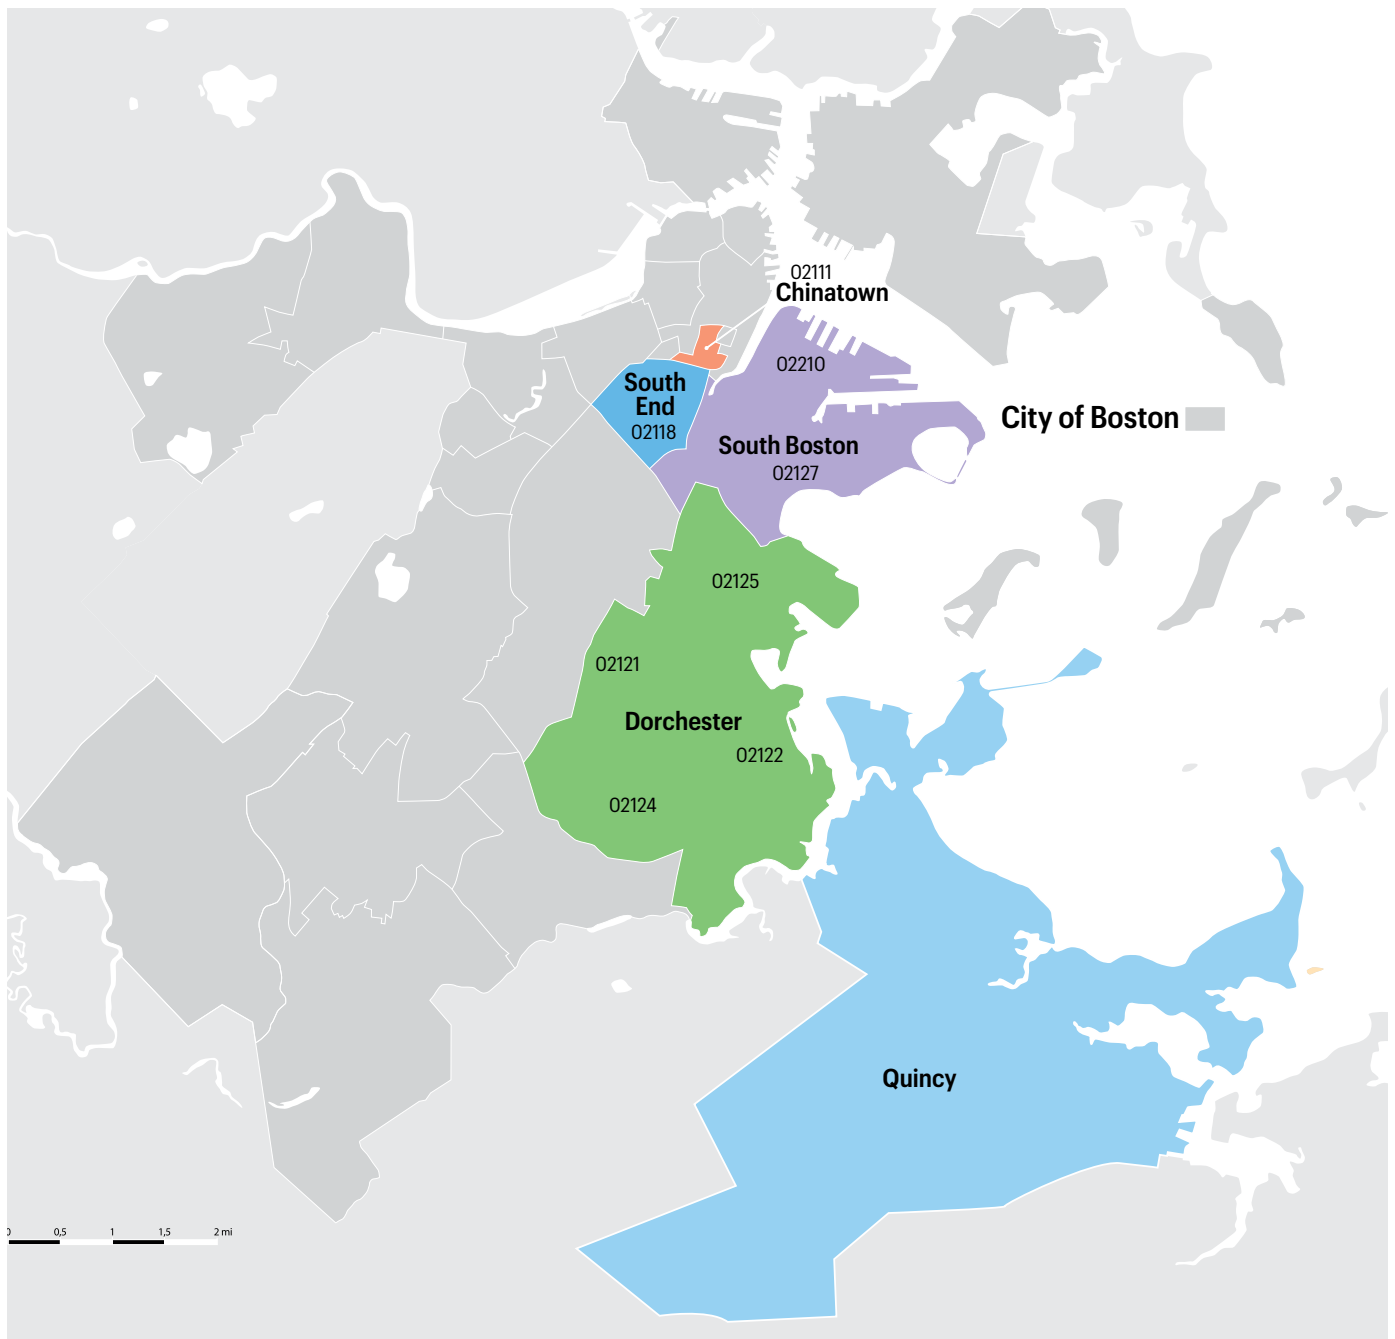 02111
Chinatown
02210
South
End
02118
City of Boston
South Boston
02127
02125
02121
Dorchester
02122
02124
Quincy
0 0,5 1 1,5 2 mi